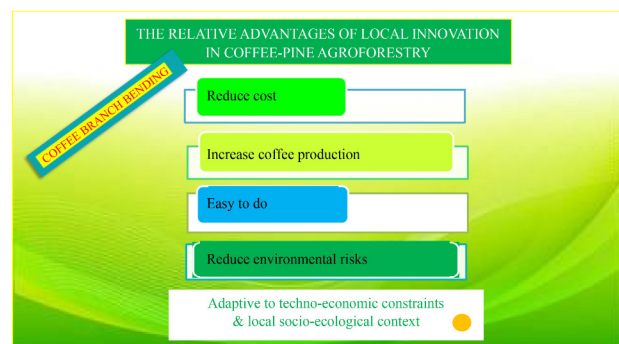 THE RELATIVE ADVANTAGES OF LOCAL INNOVATION
IN COFFEE-PINE AGROFORESTRY
COFFEE BRANCH BENDING
Reduce cost
Increase coffee production
Easy to do
Reduce environmental risks
Adaptive to techno-economic constraints
& local socio-ecological context